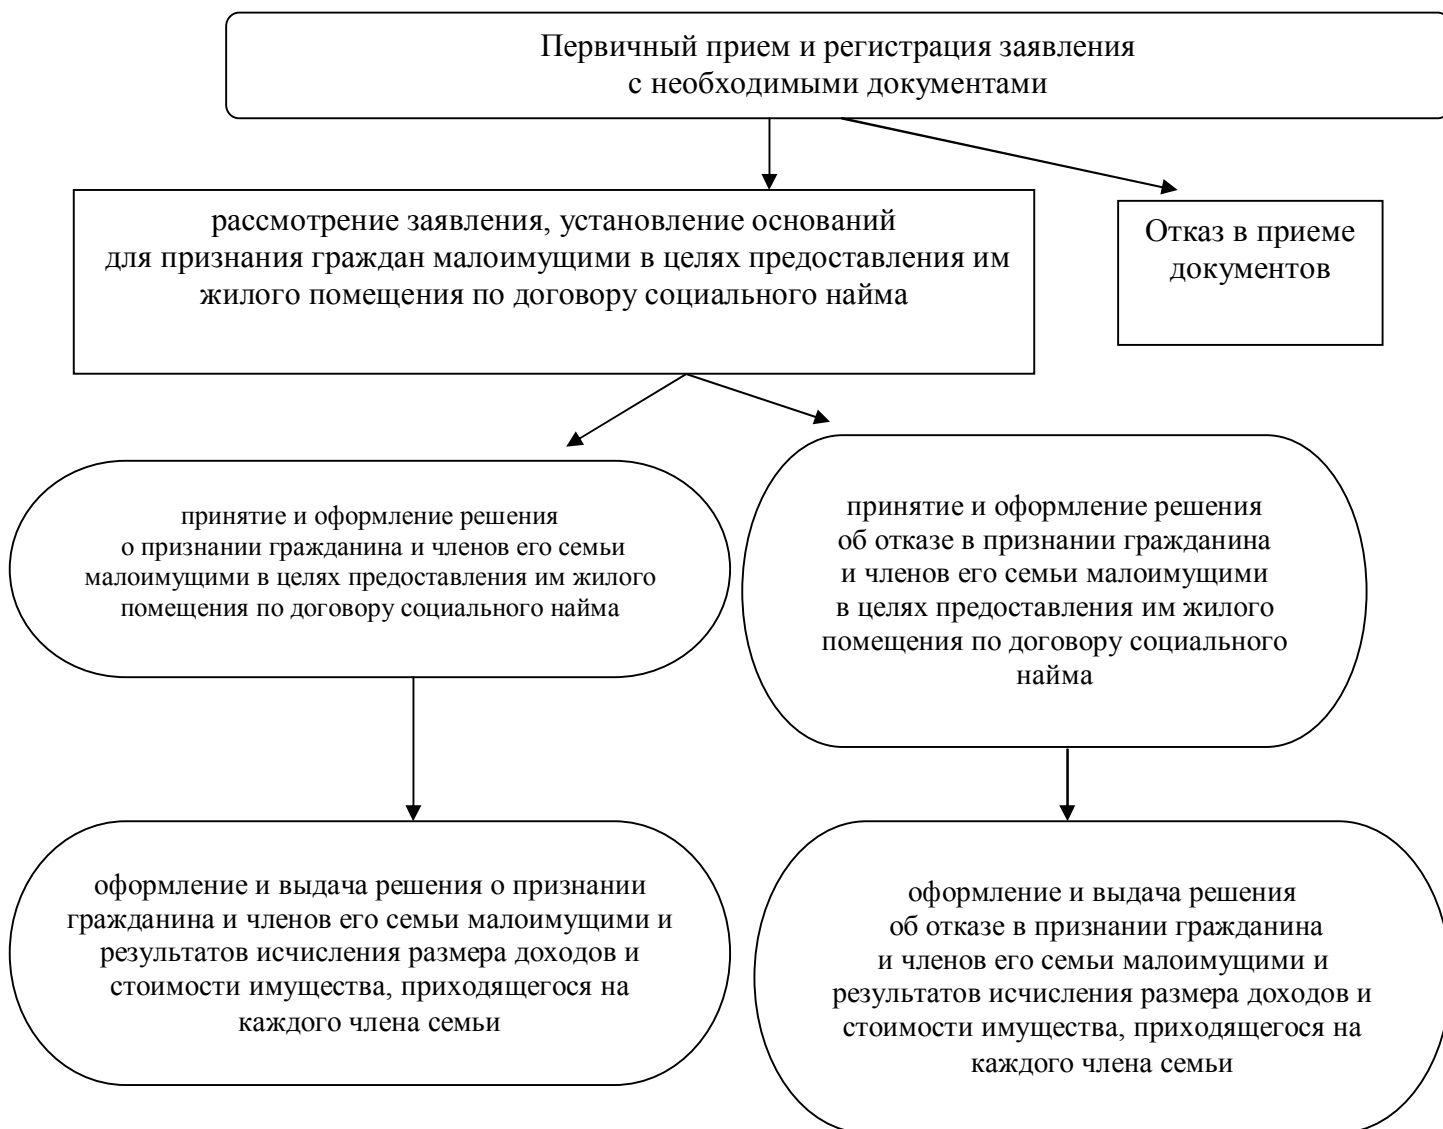 Первичный прием и регистрация заявления
с необходимыми документами
рассмотрение заявления, установление оснований
для признания граждан малоимущими в целях предоставления им
жилого помещения по договору социального найма
Отказ в приеме
документов
принятие и оформление решения
о признании гражданина и членов его семьи
малоимущими в целях предоставления им жилого
помещения по договору социального найма
принятие и оформление решения
об отказе в признании гражданина
и членов его семьи малоимущими
в целях предоставления им жилого
помещения по договору социального
найма
оформление и выдача решения о признании
гражданина и членов его семьи малоимущими и
результатов исчисления размера доходов и
стоимости имущества, приходящегося на
каждого члена семьи
оформление и выдача решения
об отказе в признании гражданина
и членов его семьи малоимущими и
результатов исчисления размера доходов и
стоимости имущества, приходящегося на
каждого члена семьи